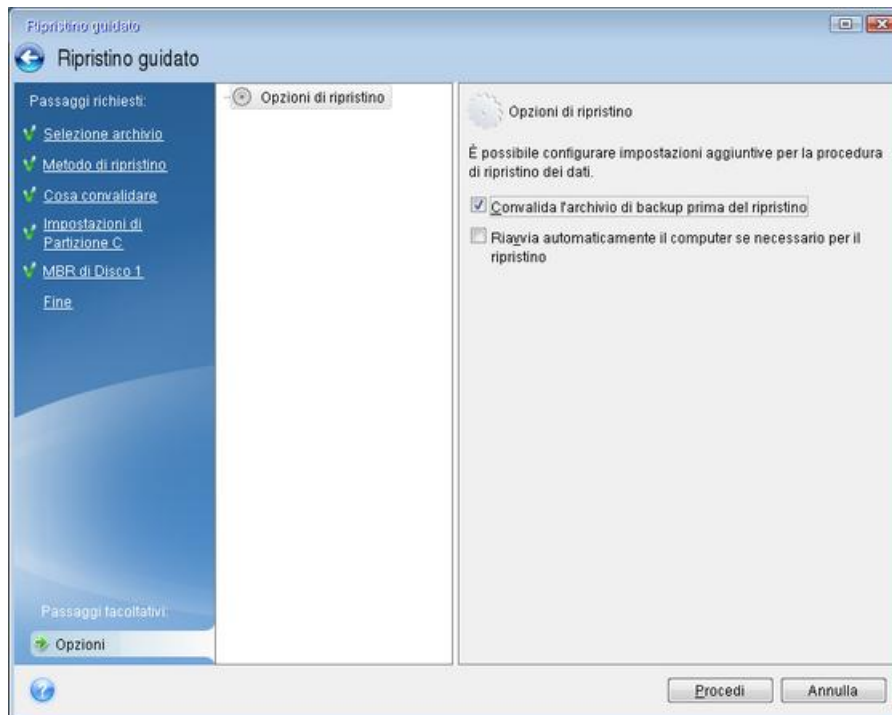 Ripristino guidato
Ripristino guidato
Passaggi richiesti:
Selezione archivio
Metodo di ripristino
Cosa convalidare
Impostazioni di
Partizione C
MBR di Disco 1
Fine
Passaggi facoltativi:
Opzioni
Opzioni di ripristino
Opzioni di ripristino
È possibile configurare impostazioni aggiuntive per la procedura
di ripristino dei dati.
Convalida l'archivio di backup prima del ripristino
Riavvia automaticamente il computer se necessario per il
ripristino
Procedi
Annulla